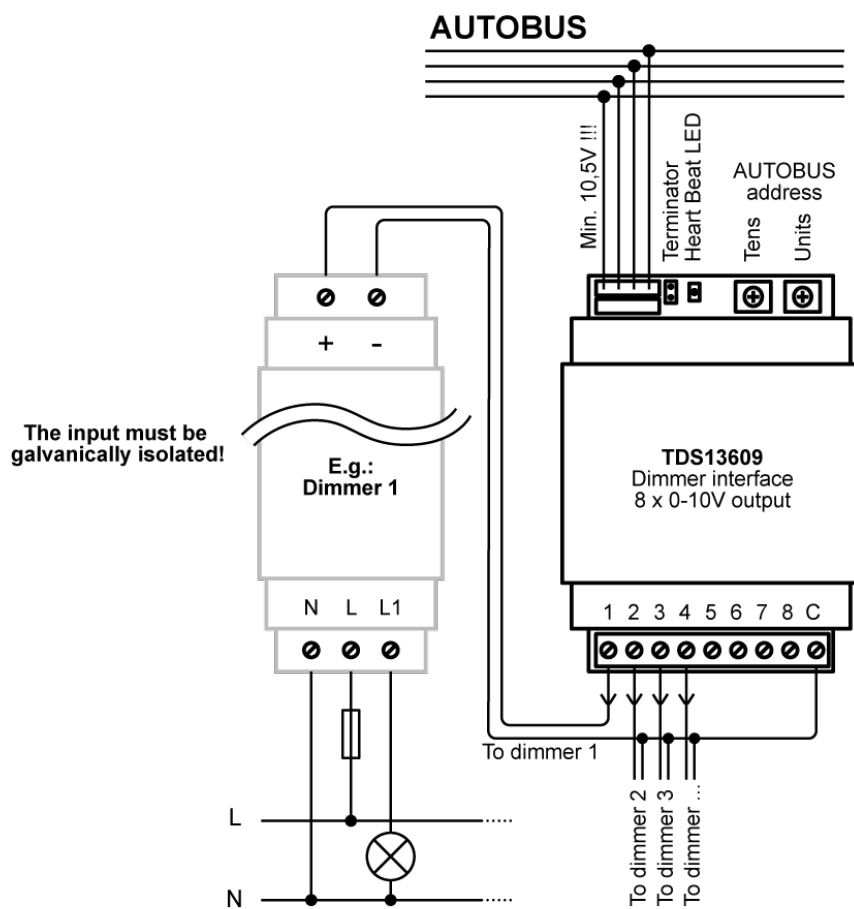 AUTOBUS
Min. 10,5V !!!
Terminator
Heart Beat LED
AUTOBUS
address
Tens
Units
+ -
The input must be
galvanically isolated!
E.g.:
Dimmer 1
TDS13609
Dimmer interface
8 x 0-10V output
N L L1
1 2 3 4 5 6 7 8 C
To dimmer 1
To dimmer 2
To dimmer 3
To dimmer ...
L
N